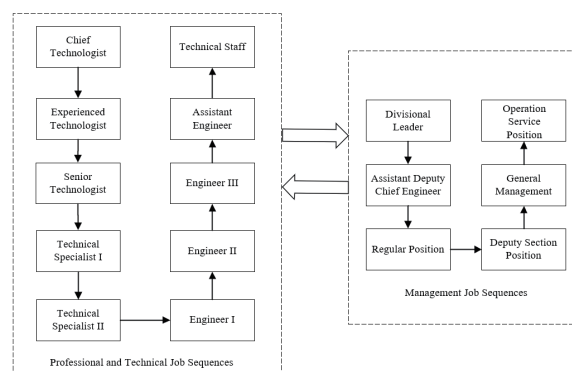 Chief
Technologist
Experienced
Technologist
Senior
Technologist
Technical
Specialist I
Technical
Specialist II
Technical Staff
Assistant
Engineer
Engineer III
Engineer II
Engineer I
Professional and Technical Job Sequences
Divisional
Leader
Assistant Deputy
Chief Engineer
Regular Position
Operation
Service
Position
General
Management
Deputy Section
Position
Management Job Sequences